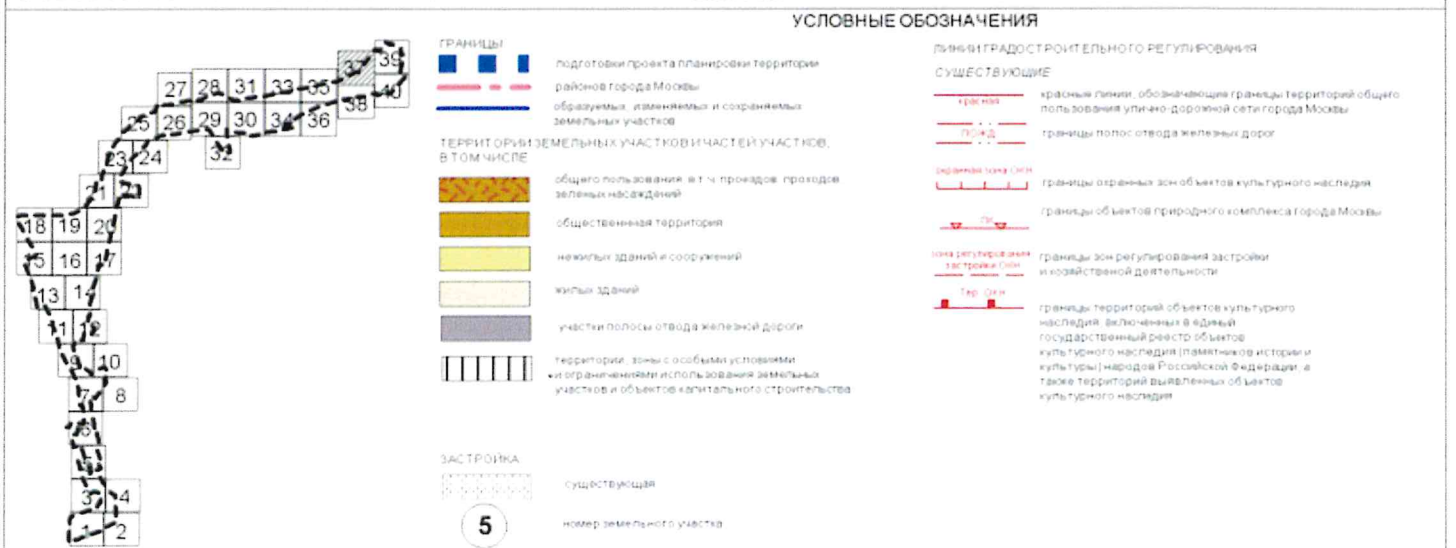 УСЛОВНЫЕ ОБОЗНАЧЕНИЯ
37 39
27 28 31 33 35 38 40
25 26 29 30 34 36
32
23 24
21
18 19 20
15 16 17
13 14
11 12
9 10
7 8
6
5
3 4
1 2
ГРАНИЦЫ
подготовки проекта планировки территории
районов города Москвы
образуемых, изменяемых и сохраняемых
земельных участков
ТЕРРИТОРИИ ЗЕМЕЛЬНЫХ УЧАСТКОВ И ЧАСТЕЙ УЧАСТКОВ,
В ТОМ ЧИСЛЕ
общего пользования, в т.ч. проездов, проходов
зеленых насаждений
общественная территория
нежилых зданий и сооружений
жилых зданий
участки полосы отвода железной дороги
территории, зоны с особыми условиями
и ограничениями использования земельных
участков и объектов капитального строительства
ЗАСТРОЙКА
существующая
5 номер земельного участка
ЛИНИИ ГРАДОСТРОИТЕЛЬНОГО РЕГУЛИРОВАНИЯ
СУЩЕСТВУЮЩИЕ
красная
красные линии, обозначающие границы территорий общего
пользования улично-дорожной сети города Москвы
границы полос отвода железных дорог
охранная зона ОКН
границы охранных зон объектов культурного наследия
ПК
границы объектов природного комплекса города Москвы
зона регулирования
застройки ОКН
границы зон регулирования застройки
и хозяйственой деятельности
Тер. ОКН
границы территорий объектов культурного
наследия, включенных в единый
государственный реестр объектов
культурного наследия (памятников истории и
культуры) народов Российской Федерации, а
также территорий выявленных объектов
культурного наследия